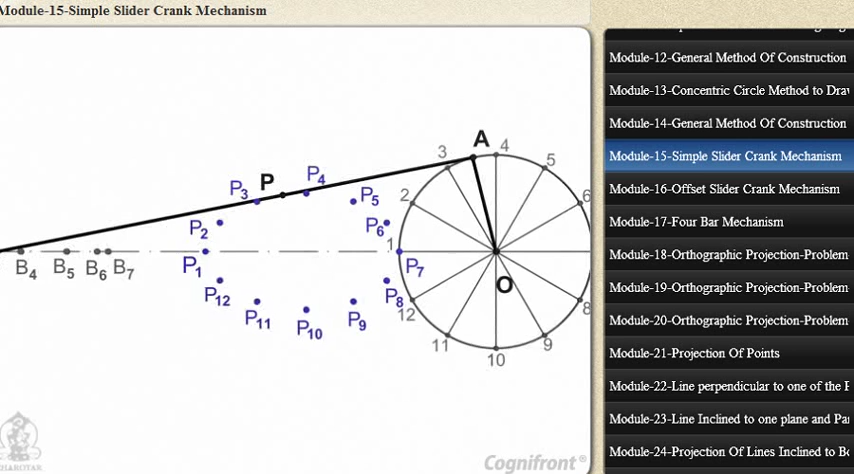 Module-15-Simple Slider Crank Mechanism
Module-12-General Method Of Construction
Module-13-Concentric Circle Method to Dra
Module-14-General Method Of Construction
Module-15-Simple Slider Crank Mechanism
Module-16-Offset Slider Crank Mechanism
Module-17-Four Bar Mechanism
Module-18-Orthographic Projection-Problem
Module-19-Orthographic Projection-Problem
Module-20-Orthographic Projection-Problem
Module-21-Projection Of Points
Module-22-Line perpendicular to one of the P
Module-23-Line Inclined to one plane and Pa
Module-24-Projection Of Lines Inclined to Bo
A
3 4 5
P3 P P4
P5 2 6
P2 P6
1
B4 B5 B6 B7 P1 P7
O
P12 P8
12 8
P11 P10 P9
11 9
10
Cognifront®